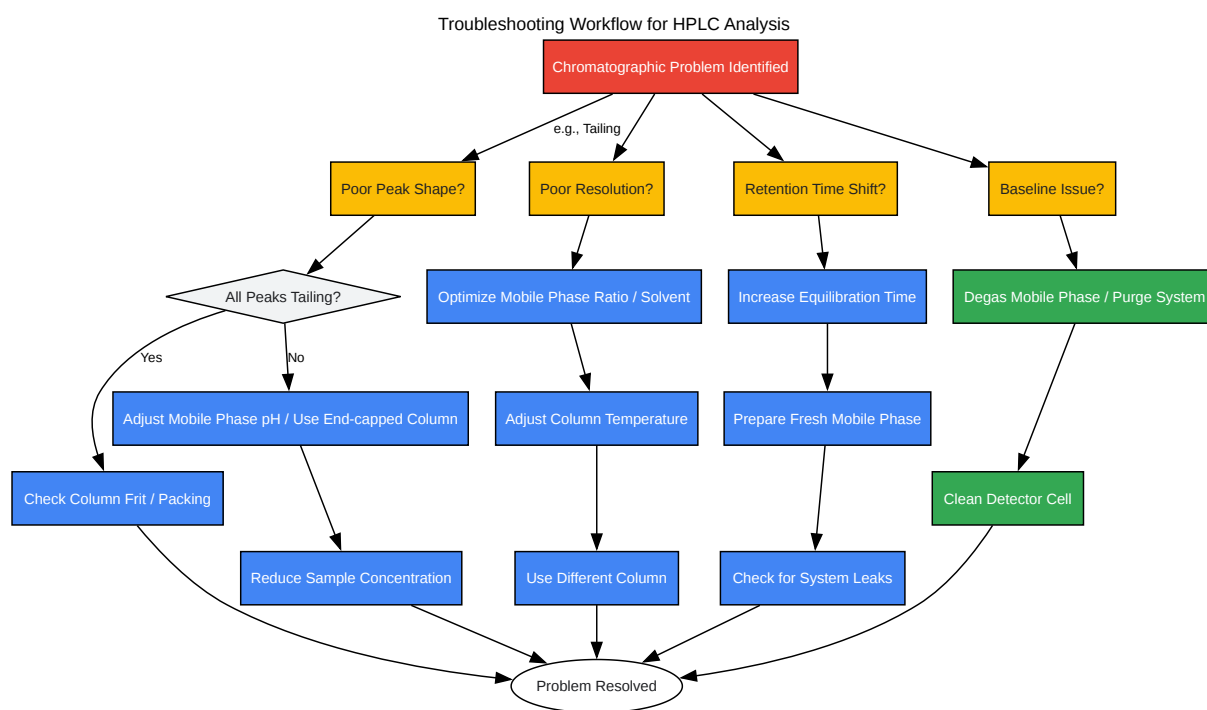 Troubleshooting Workflow for HPLC Analysis
Chromatographic Problem Identified
e.g., Tailing
Poor Peak Shape?
Poor Resolution?
Retention Time Shift?
Baseline Issue?
All Peaks Tailing?
Optimize Mobile Phase Ratio / Solvent
Increase Equilibration Time
Degas Mobile Phase / Purge System
Yes
No
Adjust Mobile Phase pH / Use End-capped Column
Adjust Column Temperature
Prepare Fresh Mobile Phase
Check Column Frit / Packing
Clean Detector Cell
Reduce Sample Concentration
Use Different Column
Check for System Leaks
Problem Resolved